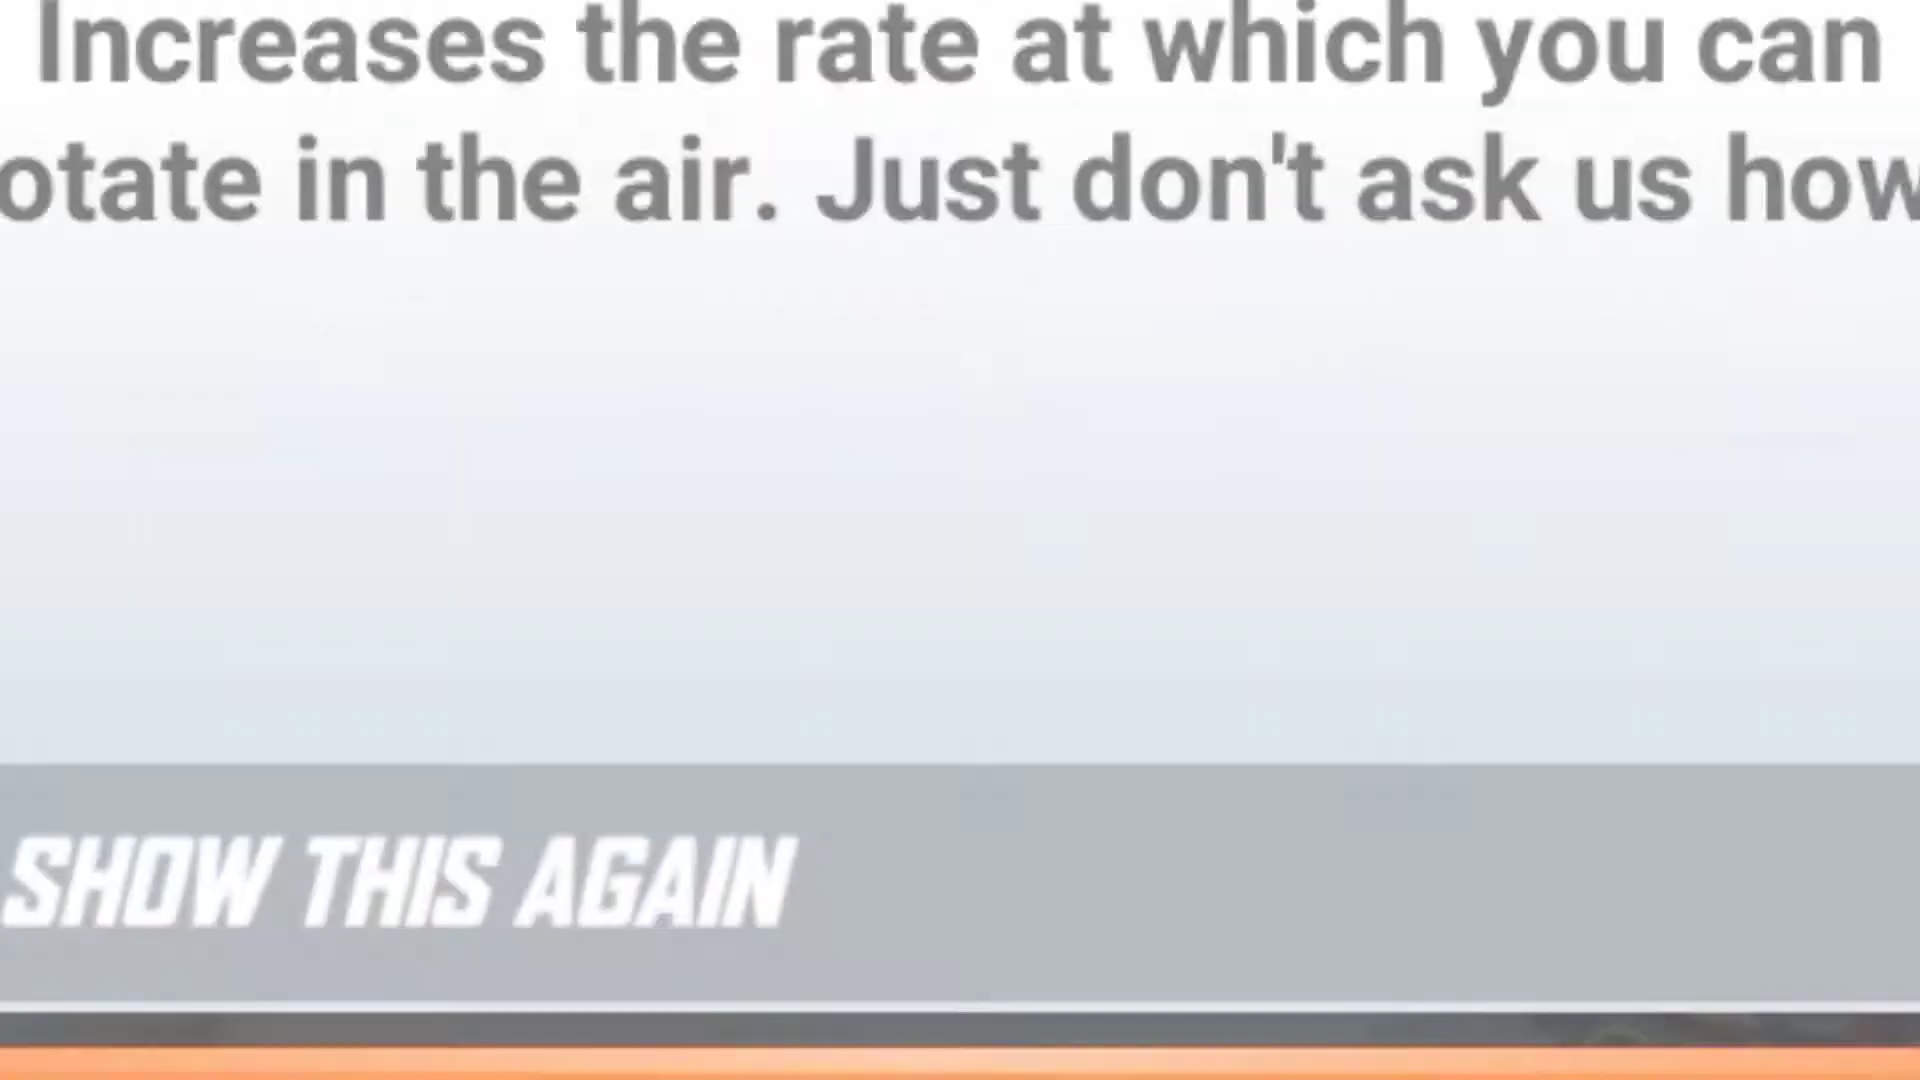 Increases the rate at which you can
otate in the air. Just don't ask us how
SHOW THIS AGAIN